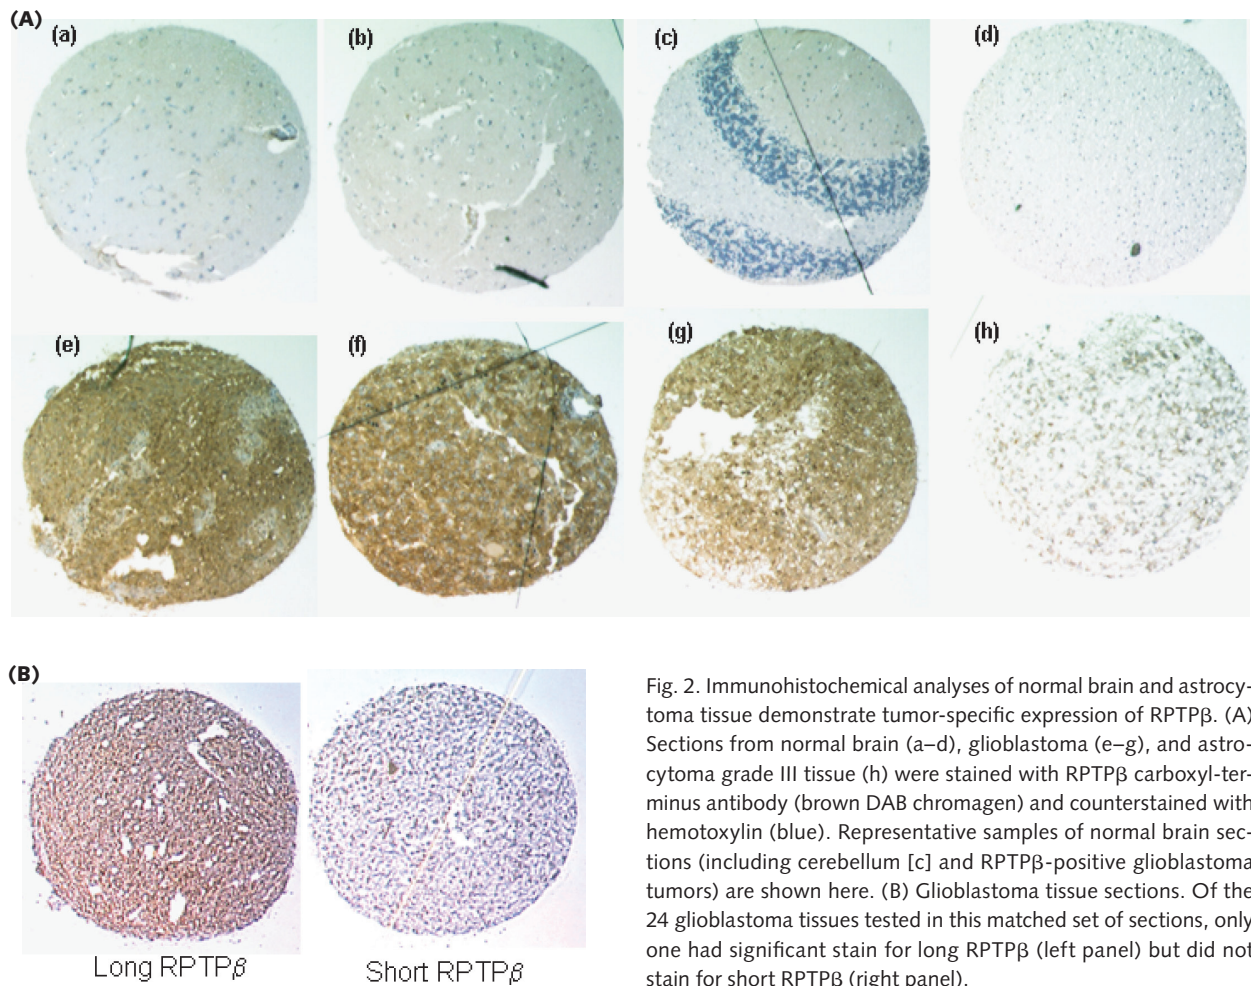 (A)
(a) (b) (c) (d)
(e) (f) (g) (h)
(B)
Long RPTPβ Short RPTPβ
Fig. 2. Immunohistochemical analyses of normal brain and astrocy-
toma tissue demonstrate tumor-specific expression of RPTPβ. (A)
Sections from normal brain (a–d), glioblastoma (e–g), and astro-
cytoma grade III tissue (h) were stained with RPTPβ carboxyl-ter-
minus antibody (brown DAB chromagen) and counterstained with
hemotoxylin (blue). Representative samples of normal brain sec-
tions (including cerebellum [c] and RPTPβ-positive glioblastoma
tumors) are shown here. (B) Glioblastoma tissue sections. Of the
24 glioblastoma tissues tested in this matched set of sections, only
one had significant stain for long RPTPβ (left panel) but did not
stain for short RPTPβ (right panel).